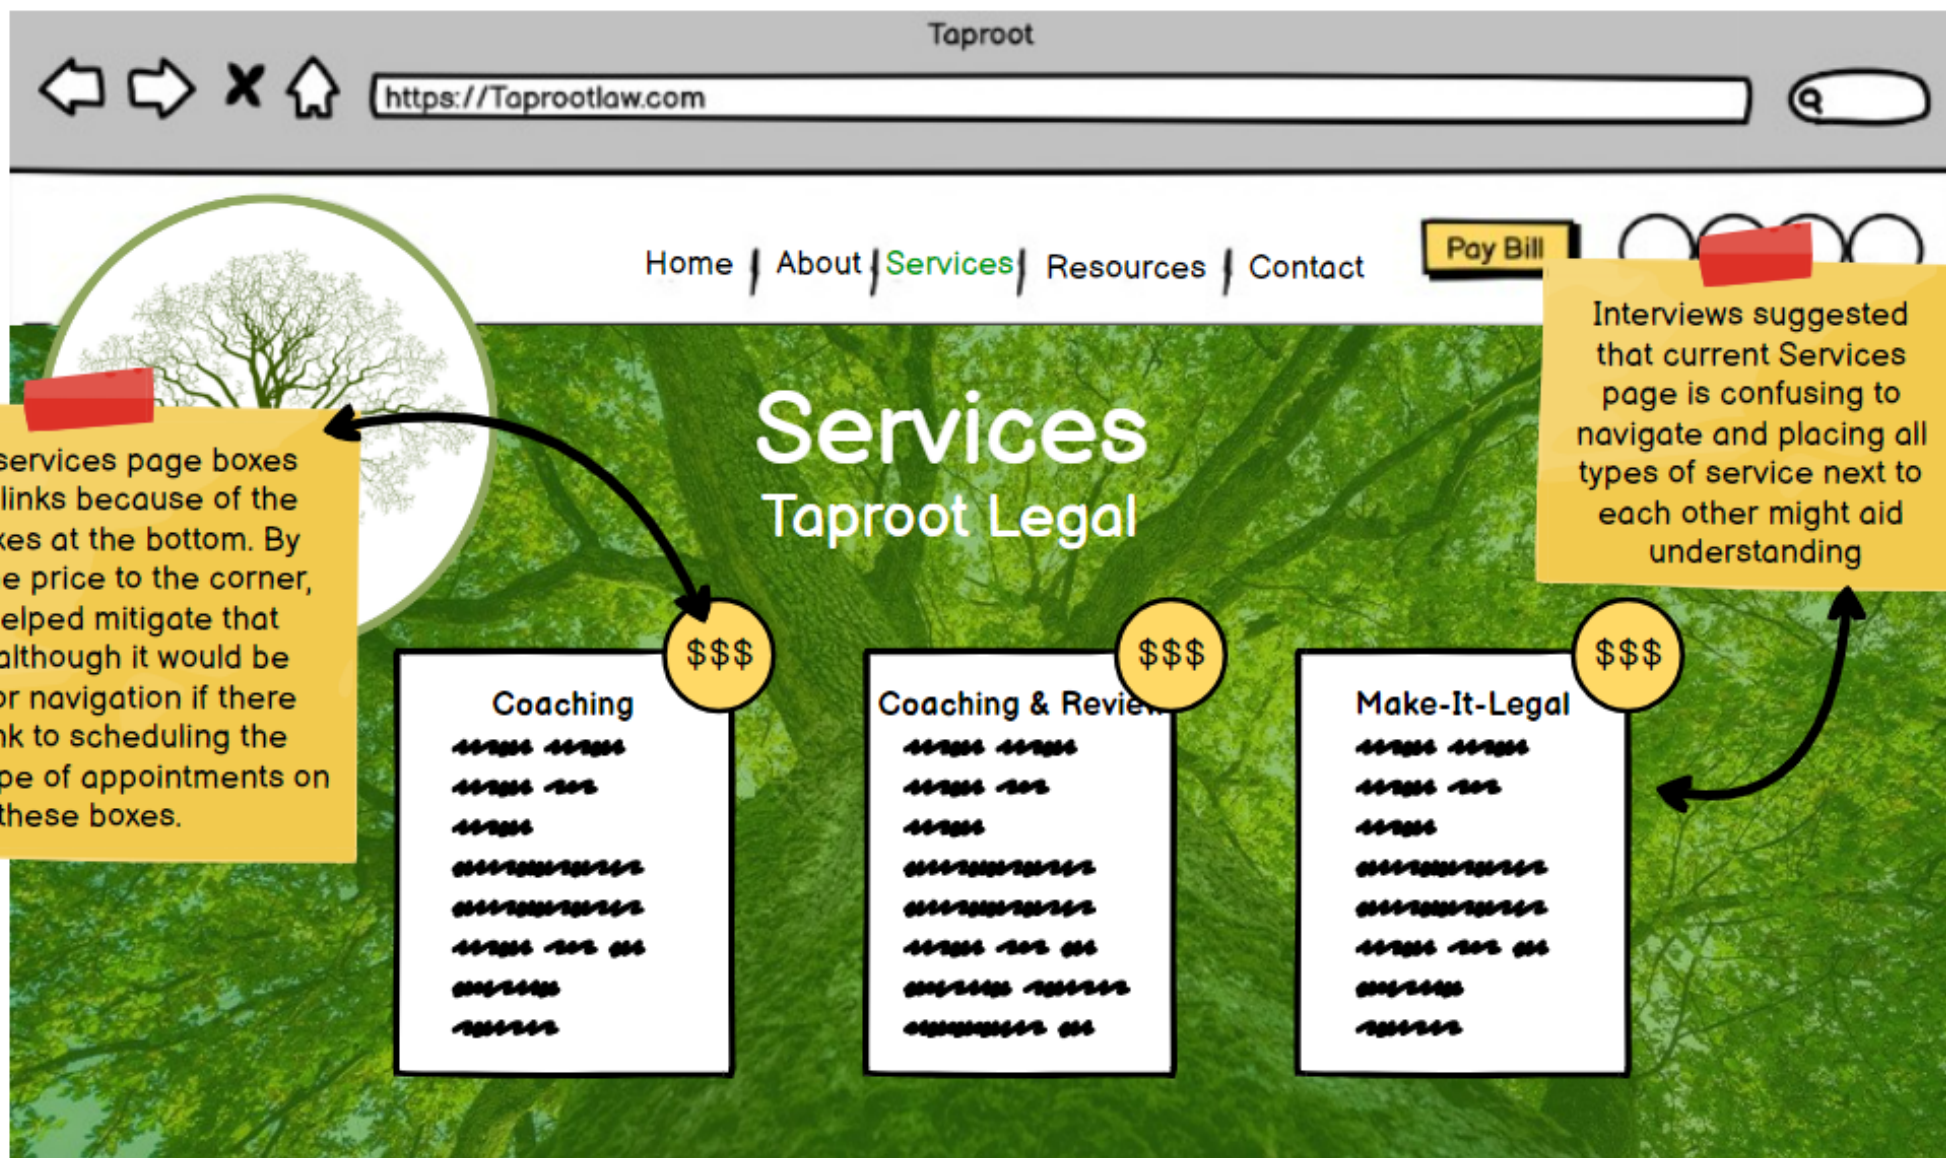 Taproot
https://Taprootlaw.com
Home
About
Services
Resources
Contact
Pay Bill
Services
Taproot Legal
services page boxes
links because of the
at the bottom. By
price to the corner,
mitigate that
although it would be
navigation if there
to scheduling the
of appointments on
these boxes.
Interviews suggested
that current Services
page is confusing to
navigate and placing all
types of service next to
each other might aid
understanding
$$$
$$$
$$$
Coaching
Coaching & Review
Make-It-Legal